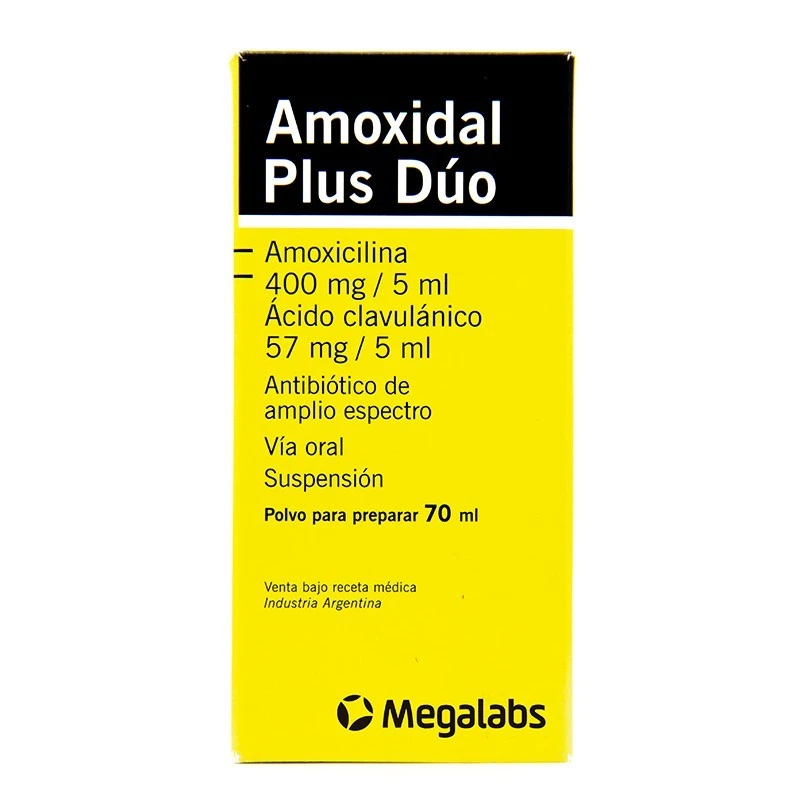 Amoxidal
Plus Dúo
Amoxicilina
400 mg / 5 ml
Ácido clavulánico
57 mg / 5 ml
Antibiótico de
amplio espectro
Vía oral
Suspensión
Polvo para preparar 70 ml
Venta bajo receta médica
Industria Argentina
Megalabs